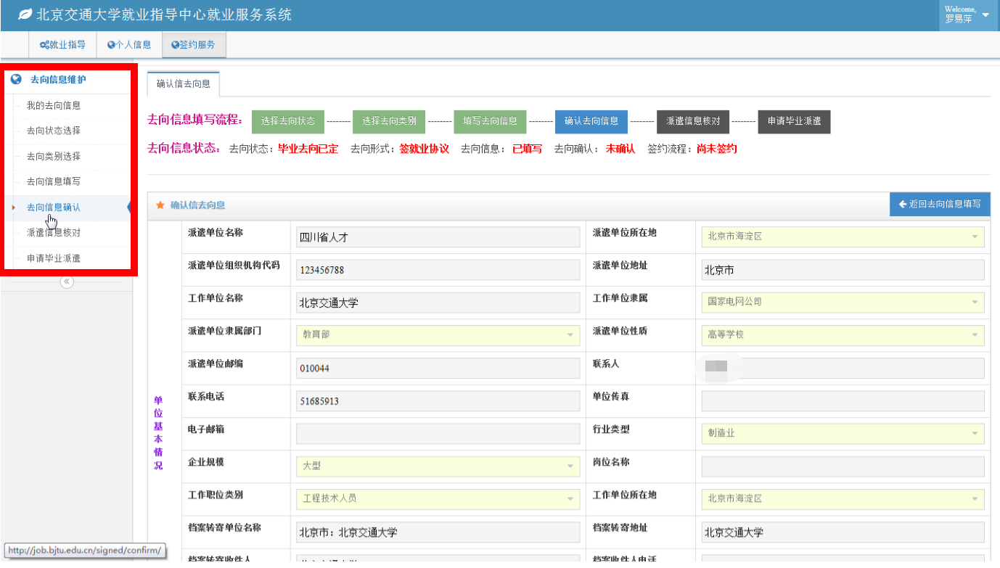 北京交通大学就业指导中心就业服务系统
Welcome,
罗易萍
就业指导 个人信息 签约服务
去向信息维护
我的去向信息
去向状态选择
去向类别选择
去向信息填写
去向信息确认
派遣信息核对
申请毕业派遣
确认信去向息
去向信息填写流程: 选择去向状态 -------- 选择去向类别 -------- 填写去向信息 -------- 确认去向信息 -------- 派遣信息核对 -------- 申请毕业派遣
去向信息状态: 去向状态: 毕业去向已定 去向形式: 签就业协议 去向信息: 已填写 去向确认: 未确认 签约流程: 尚未签约
确认信去向息 返回去向信息填写
单位基本情况
派遣单位名称 四川省人才 派遣单位所在地 北京市海淀区
派遣单位组织机构代码 123456788 派遣单位地址 北京市
工作单位名称 北京交通大学 工作单位隶属 国家电网公司
派遣单位隶属部门 教育部 派遣单位性质 高等学校
派遣单位邮编 010044 联系人
联系电话 51685913 单位传真
电子邮箱 行业类型 制造业
企业规模 大型 岗位名称
工作职位类别 工程技术人员 工作单位所在地 北京市海淀区
档案转寄单位名称 北京市：北京交通大学 档案转寄地址 北京交通大学
档案转寄收件人 档案收件人电话
http://job.bjtu.edu.cn/signed/confirm/